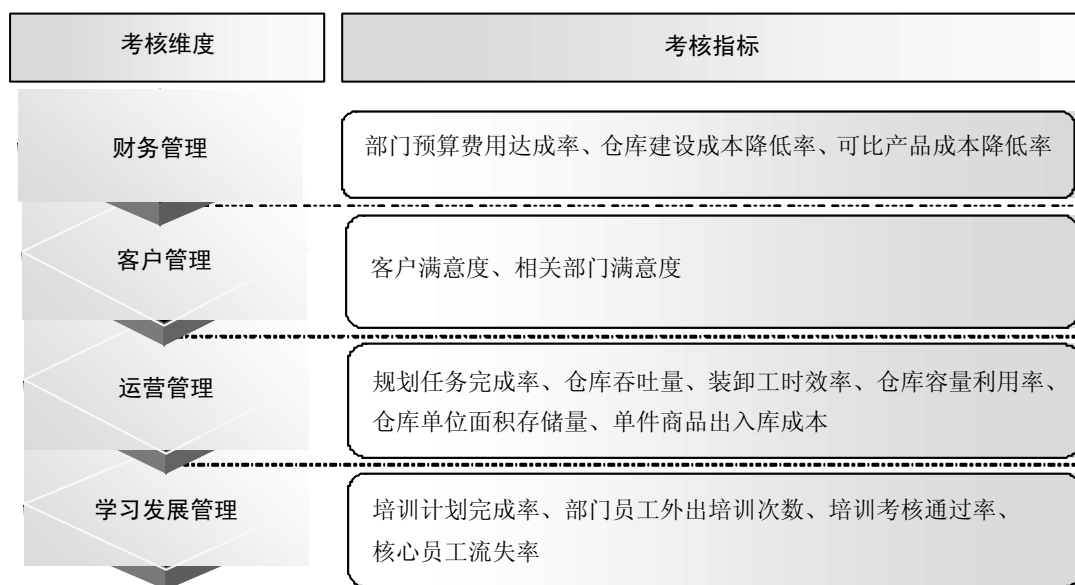 考核维度
考核指标
财务管理
部门预算费用达成率、仓库建设成本降低率、可比产品成本降低率
客户管理
客户满意度、相关部门满意度
运营管理
规划任务完成率、仓库吞吐量、装卸工时效率、仓库容量利用率、
仓库单位面积存储量、单件商品出入库成本
学习发展管理
培训计划完成率、部门员工外出培训次数、培训考核通过率、
核心员工流失率